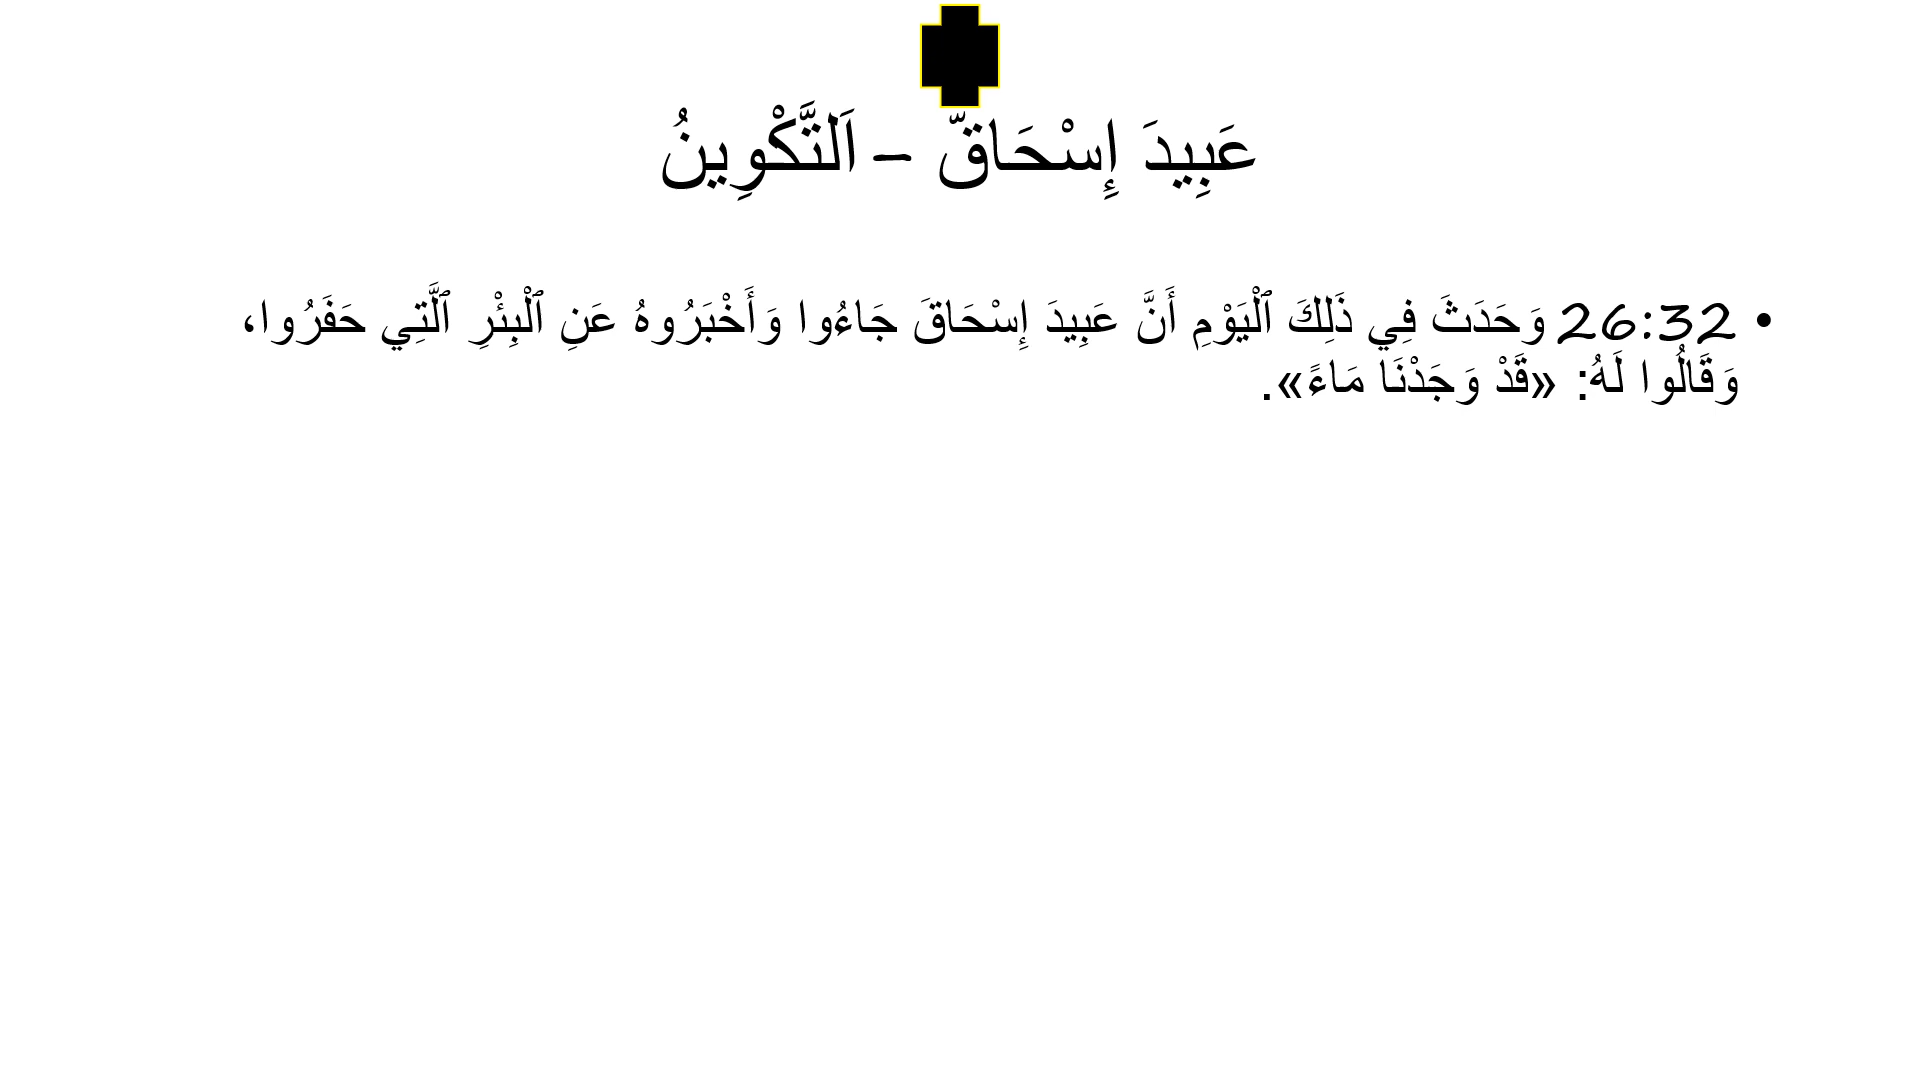 عَبِيدَ إِسْحَاقّ – اَلتَّكْوِينُ
• 26:32 وَحَدَثَ فِي ذَلِكَ ٱلْيَوْمِ أَنَّ عَبِيدَ إِسْحَاقَ جَاءُوا وَأَخْبَرُوهُ عَنِ ٱلْبِئْرِ ٱلَّتِي حَفَرُوا،
وَقَالُوا لَهُ: «قَدْ وَجَدْنَا مَاءً».